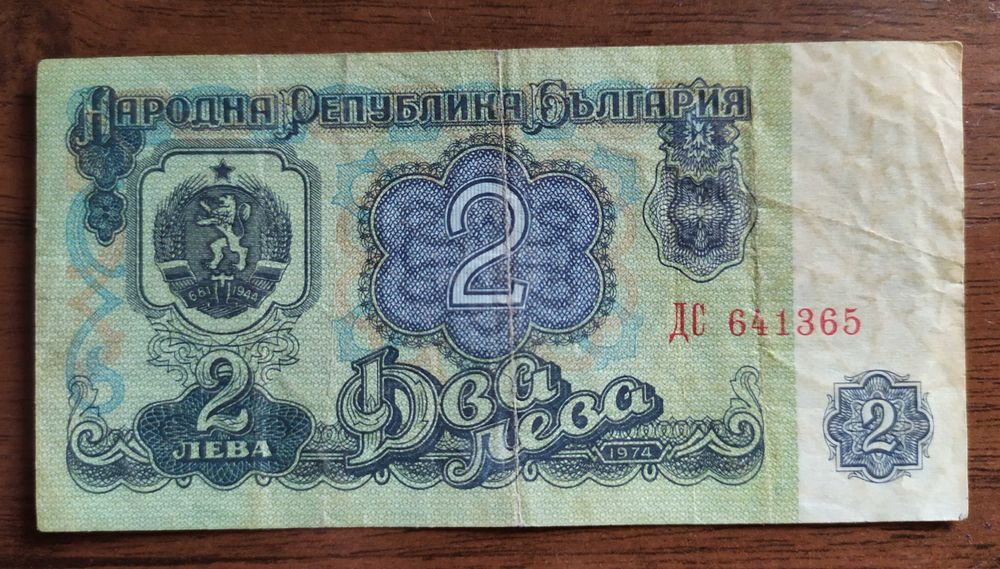 НАРОДНА РЕПУБЛИКА БЪЛГАРИЯ
681 1944
2
ДС 641365
2
ЛЕВА
Два
лева
1974
2